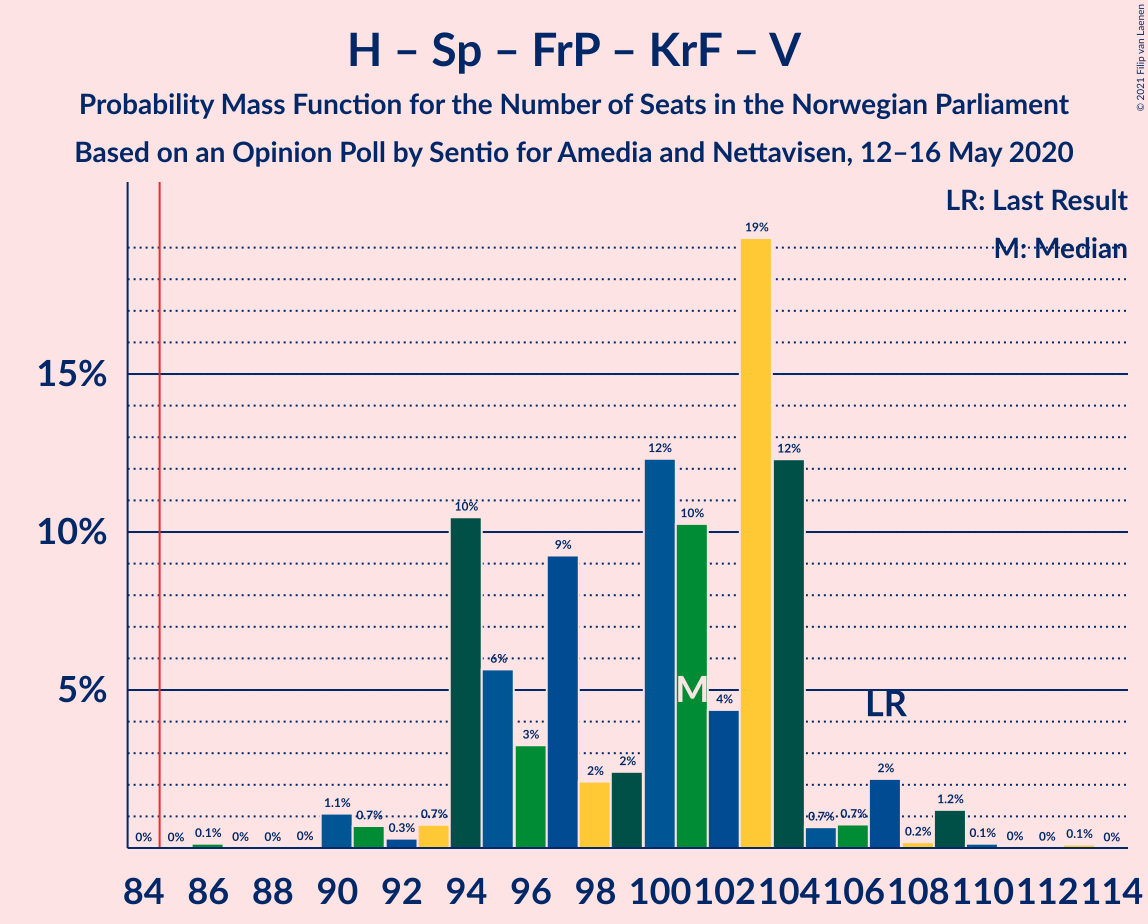 H – Sp – FrP – KrF – V
Probability Mass Function for the Number of Seats in the Norwegian Parliament
Based on an Opinion Poll by Sentio for Amedia and Nettavisen, 12–16 May 2020
© 2021 Filip van Laenen
LR: Last Result
M: Median
15%
10%
5%
0% 0% 0.1% 0% 0% 0% 1.1% 0.7% 0.3% 0.7% 10% 6% 3% 9% 2% 2% 12% 10% 4% 19% 12% 0.7% 0.7% 2% 0.2% 1.2% 0.1% 0% 0% 0.1% 0%
M
LR
84 86 88 90 92 94 96 98 100 102 104 106 108 110 112 114